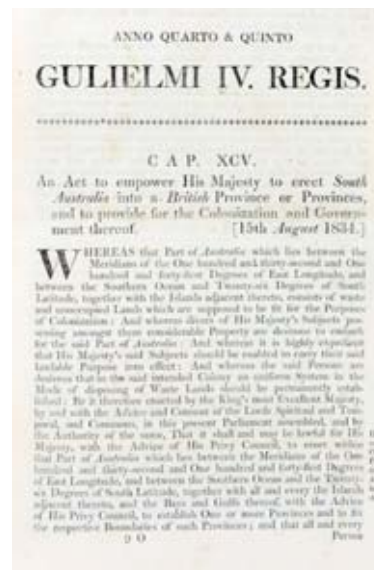 ANNO QUARTO & QUINTO
GULIELMI IV. REGIS.
CAP. XCV.
An Act to empower His Majesty to erect South
Australia into a British Province or Provinces,
and to provide for the Colonization and Govern-
ment thereof. [15th August 1834.]
WHEREAS that Part of Australia which lies between the
Meridians of the One hundred and thirty-second and One
hundred and forty-first Degrees of East Longitude, and
between the Southern Ocean and Twenty-six Degrees of South
Latitude, together with the Islands adjacent thereto, consists of waste
and unoccupied Lands which are supposed to be fit for the Purposes
of Colonization: And whereas divers of His Majesty's Subjects pos-
sessing amongst them considerable Property are desirous to embark
for the said Part of Australia: And whereas it is highly expedient
that His Majesty's said Subjects should be enabled to carry their said
laudable Purpose into effect: And whereas the said Persons are
desirous that in the said intended Colony an uniform System in the
Mode of disposing of Waste Lands should be permanently estab-
lished: Be it therefore enacted by the King's most Excellent Majesty,
by and with the Advice and Consent of the Lords Spiritual and Tem-
poral, and Commons, in this present Parliament assembled, and by
the Authority of the same, That it shall and may be lawful for His
Majesty, with the Advice of His Privy Council, to erect within
that Part of Australia which lies between the Meridians of the One
hundred and thirty-second and One hundred and forty-first Degrees
of East Longitude, and between the Southern Ocean and the Twenty-
six Degrees of South Latitude, together with all and every the Islands
adjacent thereto, and the Bays and Gulfs thereof, with the Advice
of His Privy Council, to establish One or more Provinces and to fix
the respective Boundaries of such Provinces; and that all and every
9 O Person